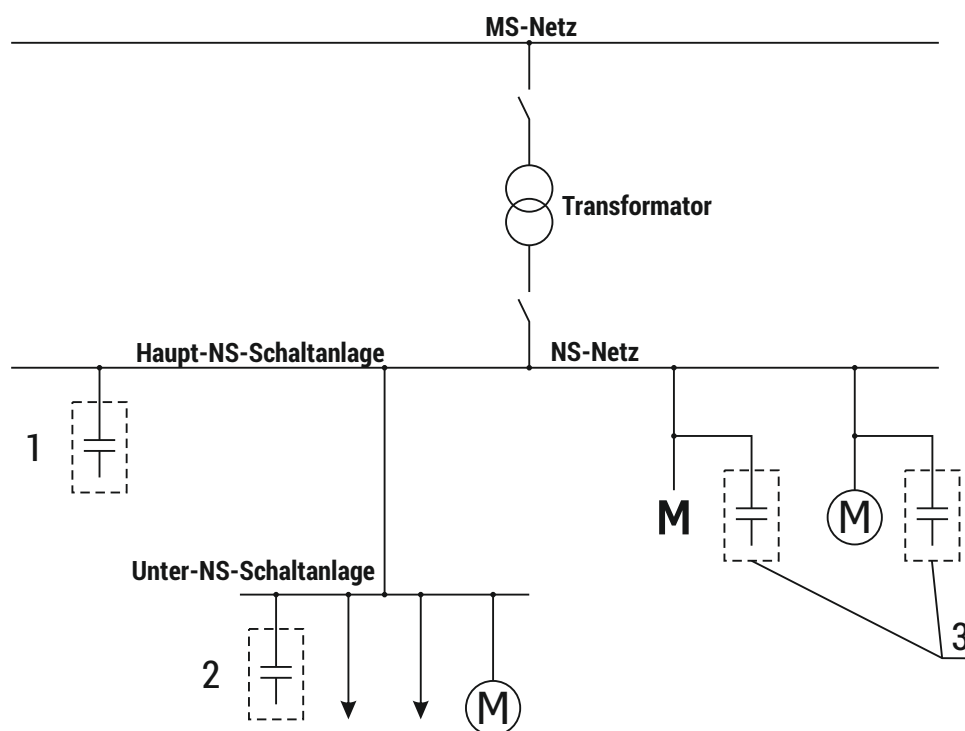 MS-Netz
Transformator
Haupt-NS-Schaltanlage
NS-Netz
1
M
M
Unter-NS-Schaltanlage
3
2
M